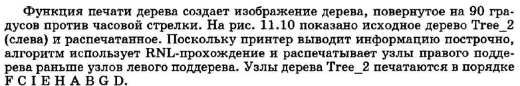 Функция печати дерева создает изображение дерева, повернутое на 90 гра-
дусов против часовой стрелки. На рис. 11.10 показано исходное дерево Tree_2
(слева) и распечатанное. Поскольку принтер выводит информацию построчно,
алгоритм использует RNL-прохождение и распечатывает узлы правого подде-
рева раньше узлов левого поддерева. Узлы дерева Tree_2 печатаются в порядке
F C I E H A B G D.